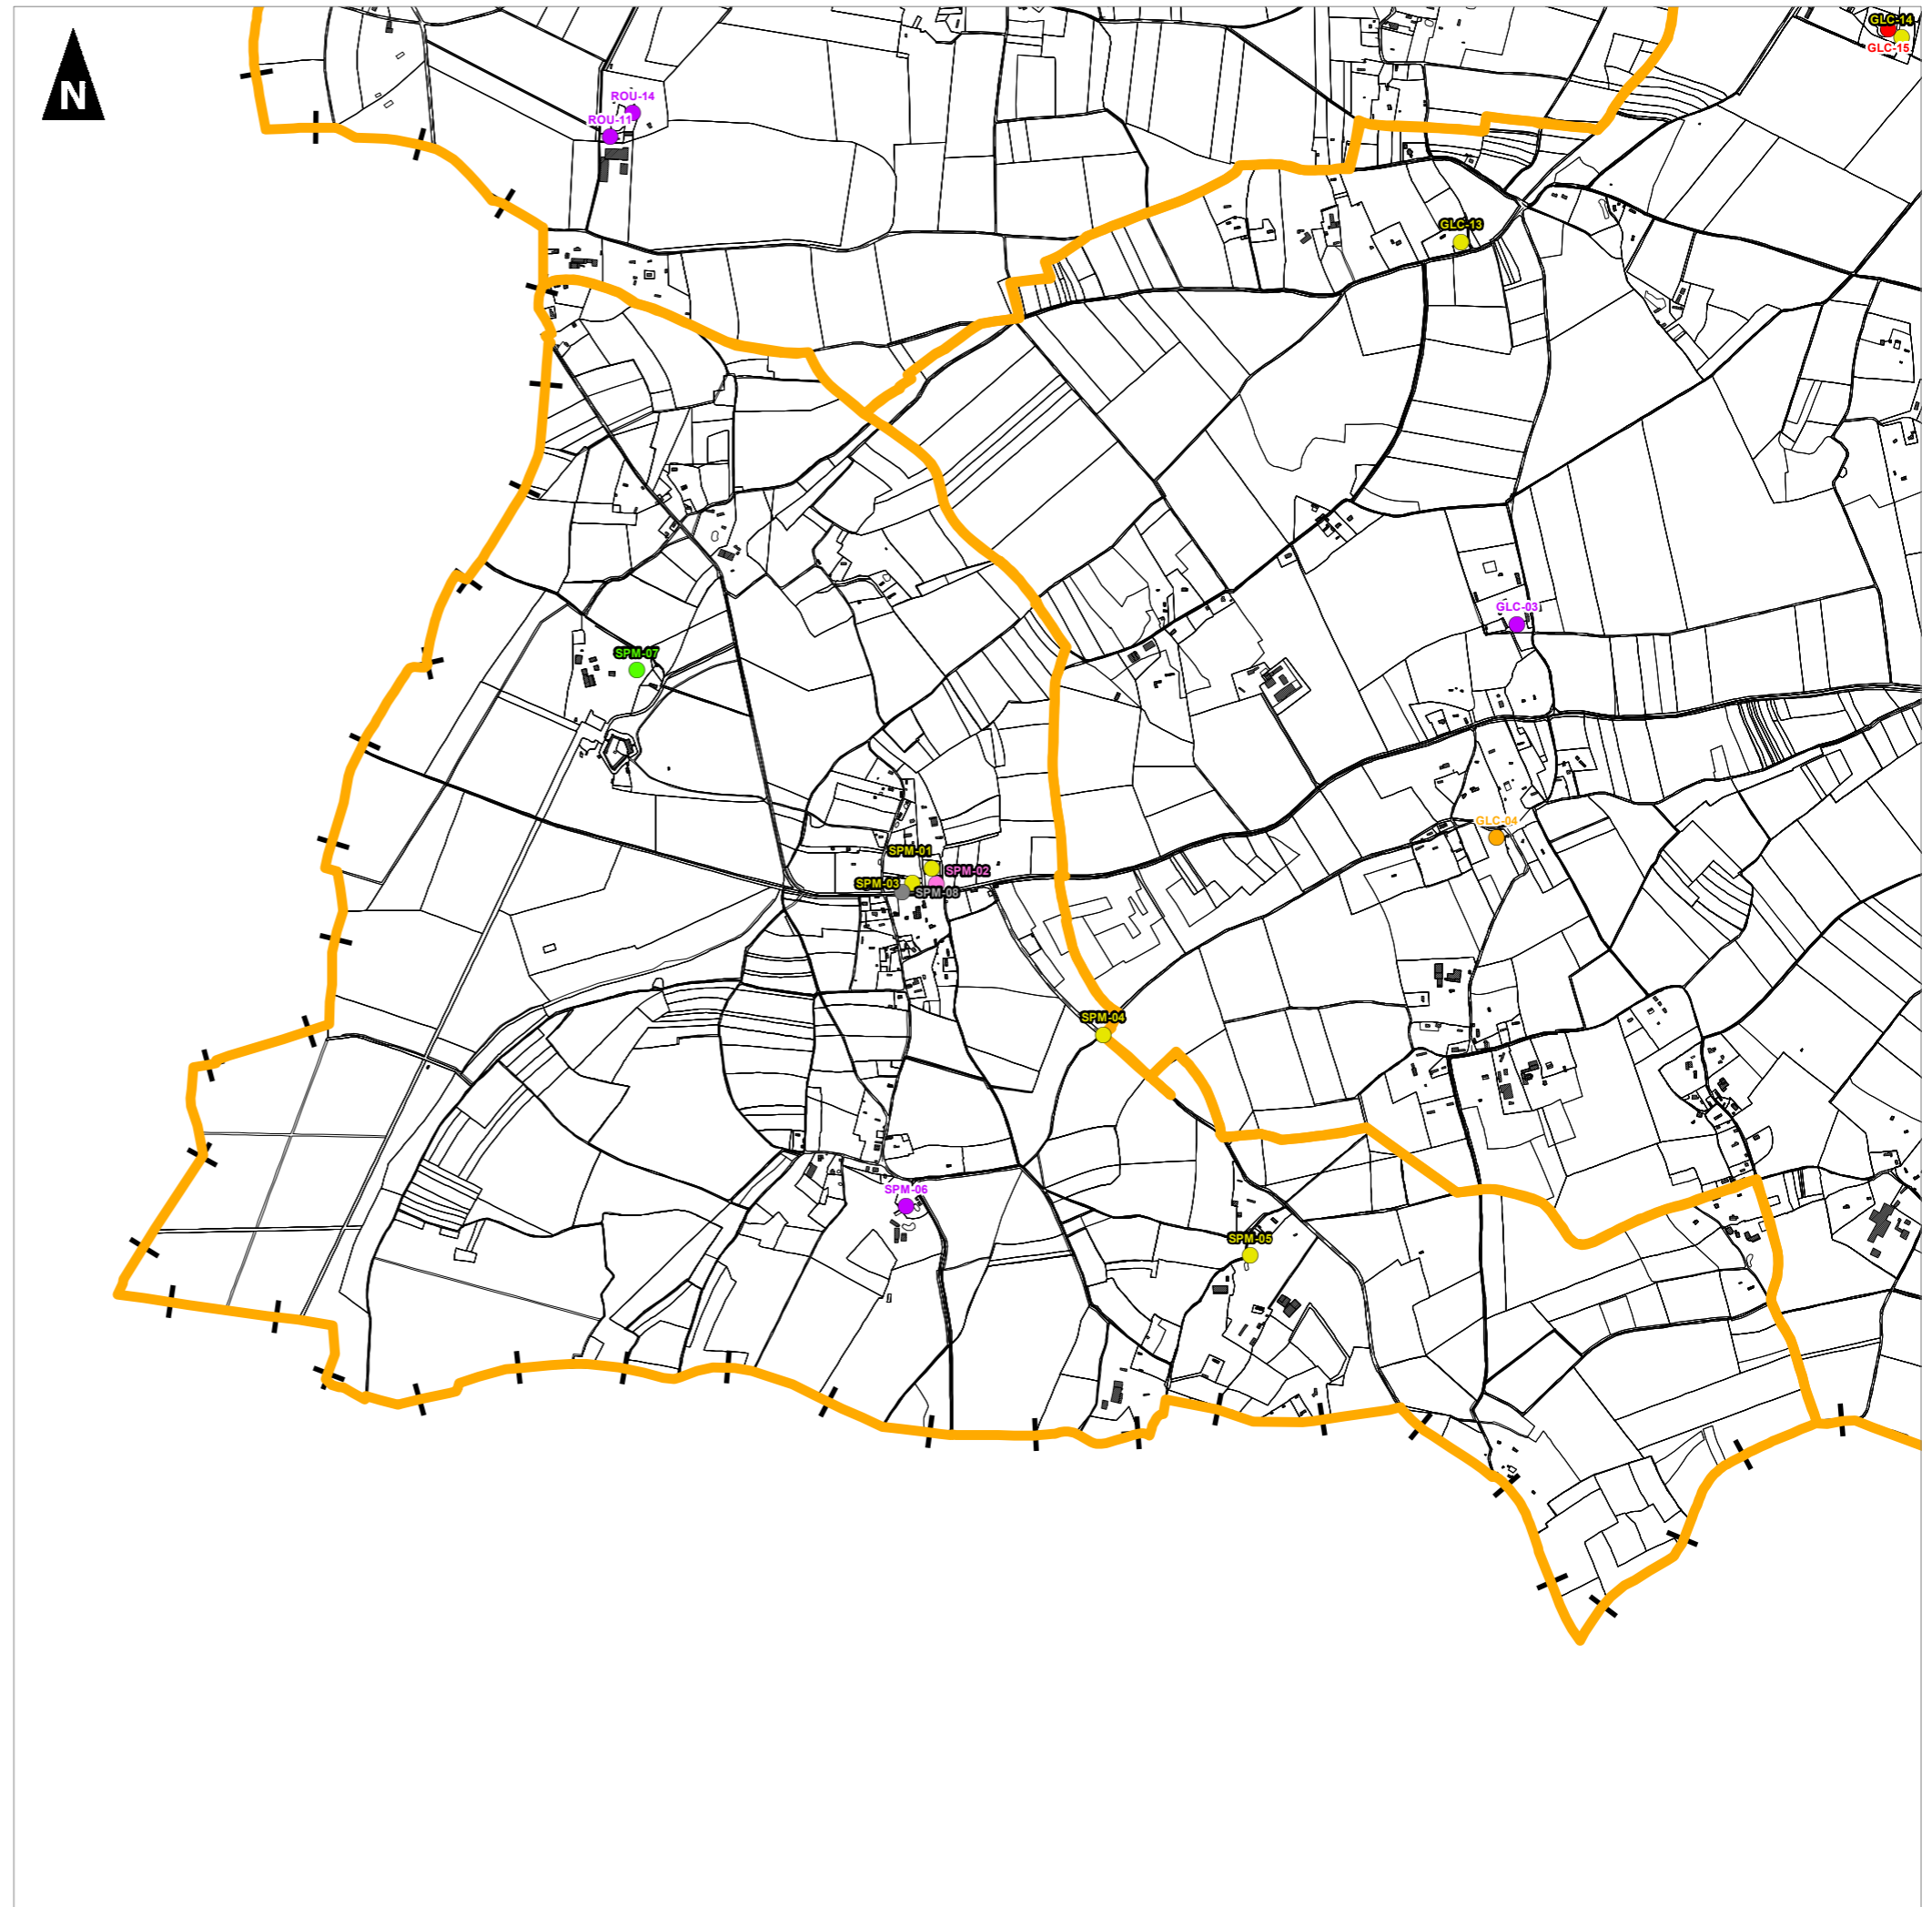 GLC-14
GLC-15
N
ROU-14
ROU-11
GLC-13
GLC-03
SPM-07
GLC-04
SPM-01
SPM-02
SPM-03
SPM-08
SPM-04
SPM-06
SPM-05